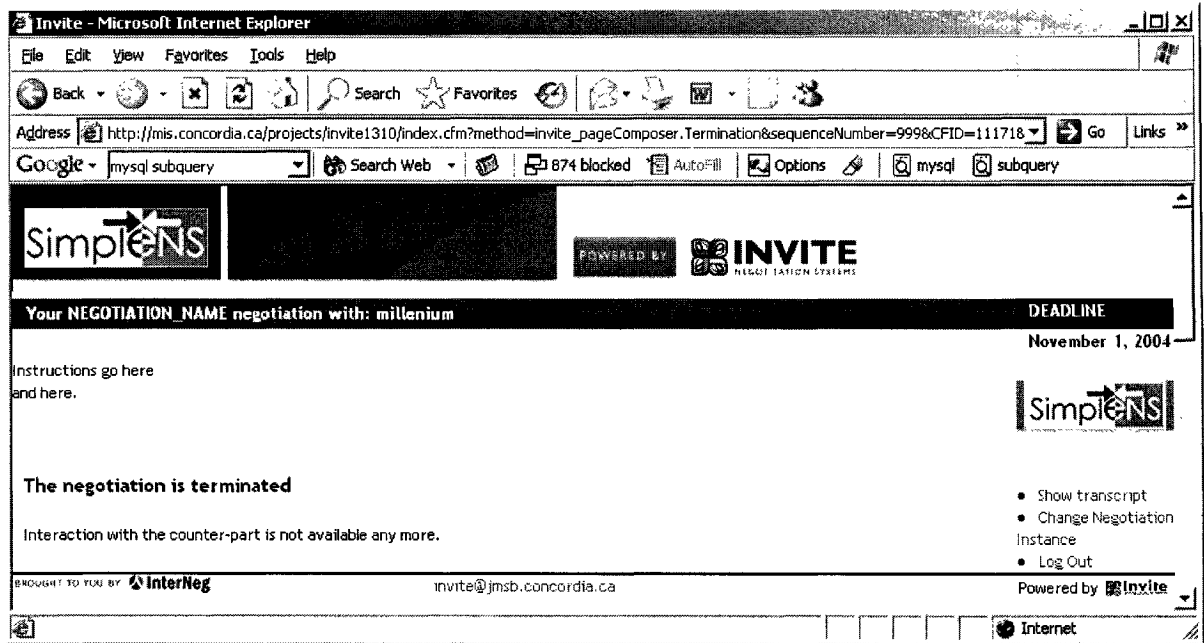 Invite - Microsoft Internet Explorer
File Edit View Favorites Tools Help
Back Search Favorites
Address http://mis.concordia.ca/projects/invite1310/index.cfm?method=invite_pageComposer.Termination&sequenceNumber=999&CFID=111718 Go Links »
Google mysql subquery Search Web 874 blocked AutoFill Options mysql subquery
SimpleNS POWERED BY INVITE
NEGOTIATION SYSTEMS
Your NEGOTIATION_NAME negotiation with: millenium DEADLINE
November 1, 2004
Instructions go here
and here.
SimpleNS
The negotiation is terminated
Interaction with the counter-part is not available any more.
• Show transcript
• Change Negotiation
Instance
• Log Out
BROUGHT TO YOU BY InterNeg invite@jmsb.concordia.ca Powered by Invite
Internet